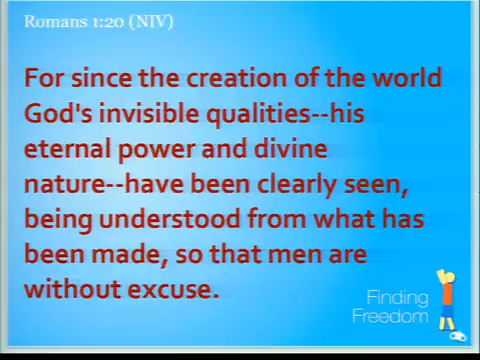 Romans 1:20 (NIV)
For since the creation of the world
God's invisible qualities--his
eternal power and divine
nature--have been clearly seen,
being understood from what has
been made, so that men are
without excuse.
Finding
Freedom